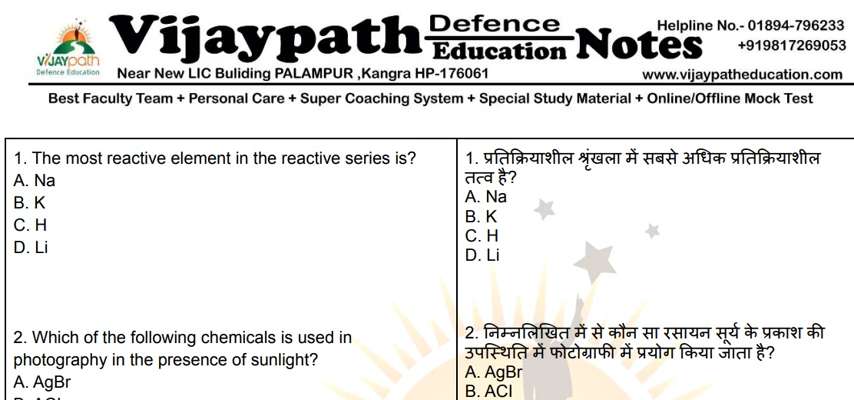 Vijaypath Defence Education Notes
Helpline No.- 01894-796233
+919817269053
ViJAYpath
Defence Education
Near New LIC Buliding PALAMPUR ,Kangra HP-176061
www.vijaypatheducation.com
Best Faculty Team + Personal Care + Super Coaching System + Special Study Material + Online/Offline Mock Test
1. The most reactive element in the reactive series is?
A. Na
B. K
C. H
D. Li
2. Which of the following chemicals is used in
photography in the presence of sunlight?
A. AgBr
1. प्रतिक्रियाशील श्रृंखला में सबसे अधिक प्रतिक्रियाशील
तत्व है?
A. Na
B. K
C. H
D. Li
2. निम्नलिखित में से कौन सा रसायन सूर्य के प्रकाश की
उपस्थिति में फोटोग्राफी में प्रयोग किया जाता है?
A. AgBr
B. ACI